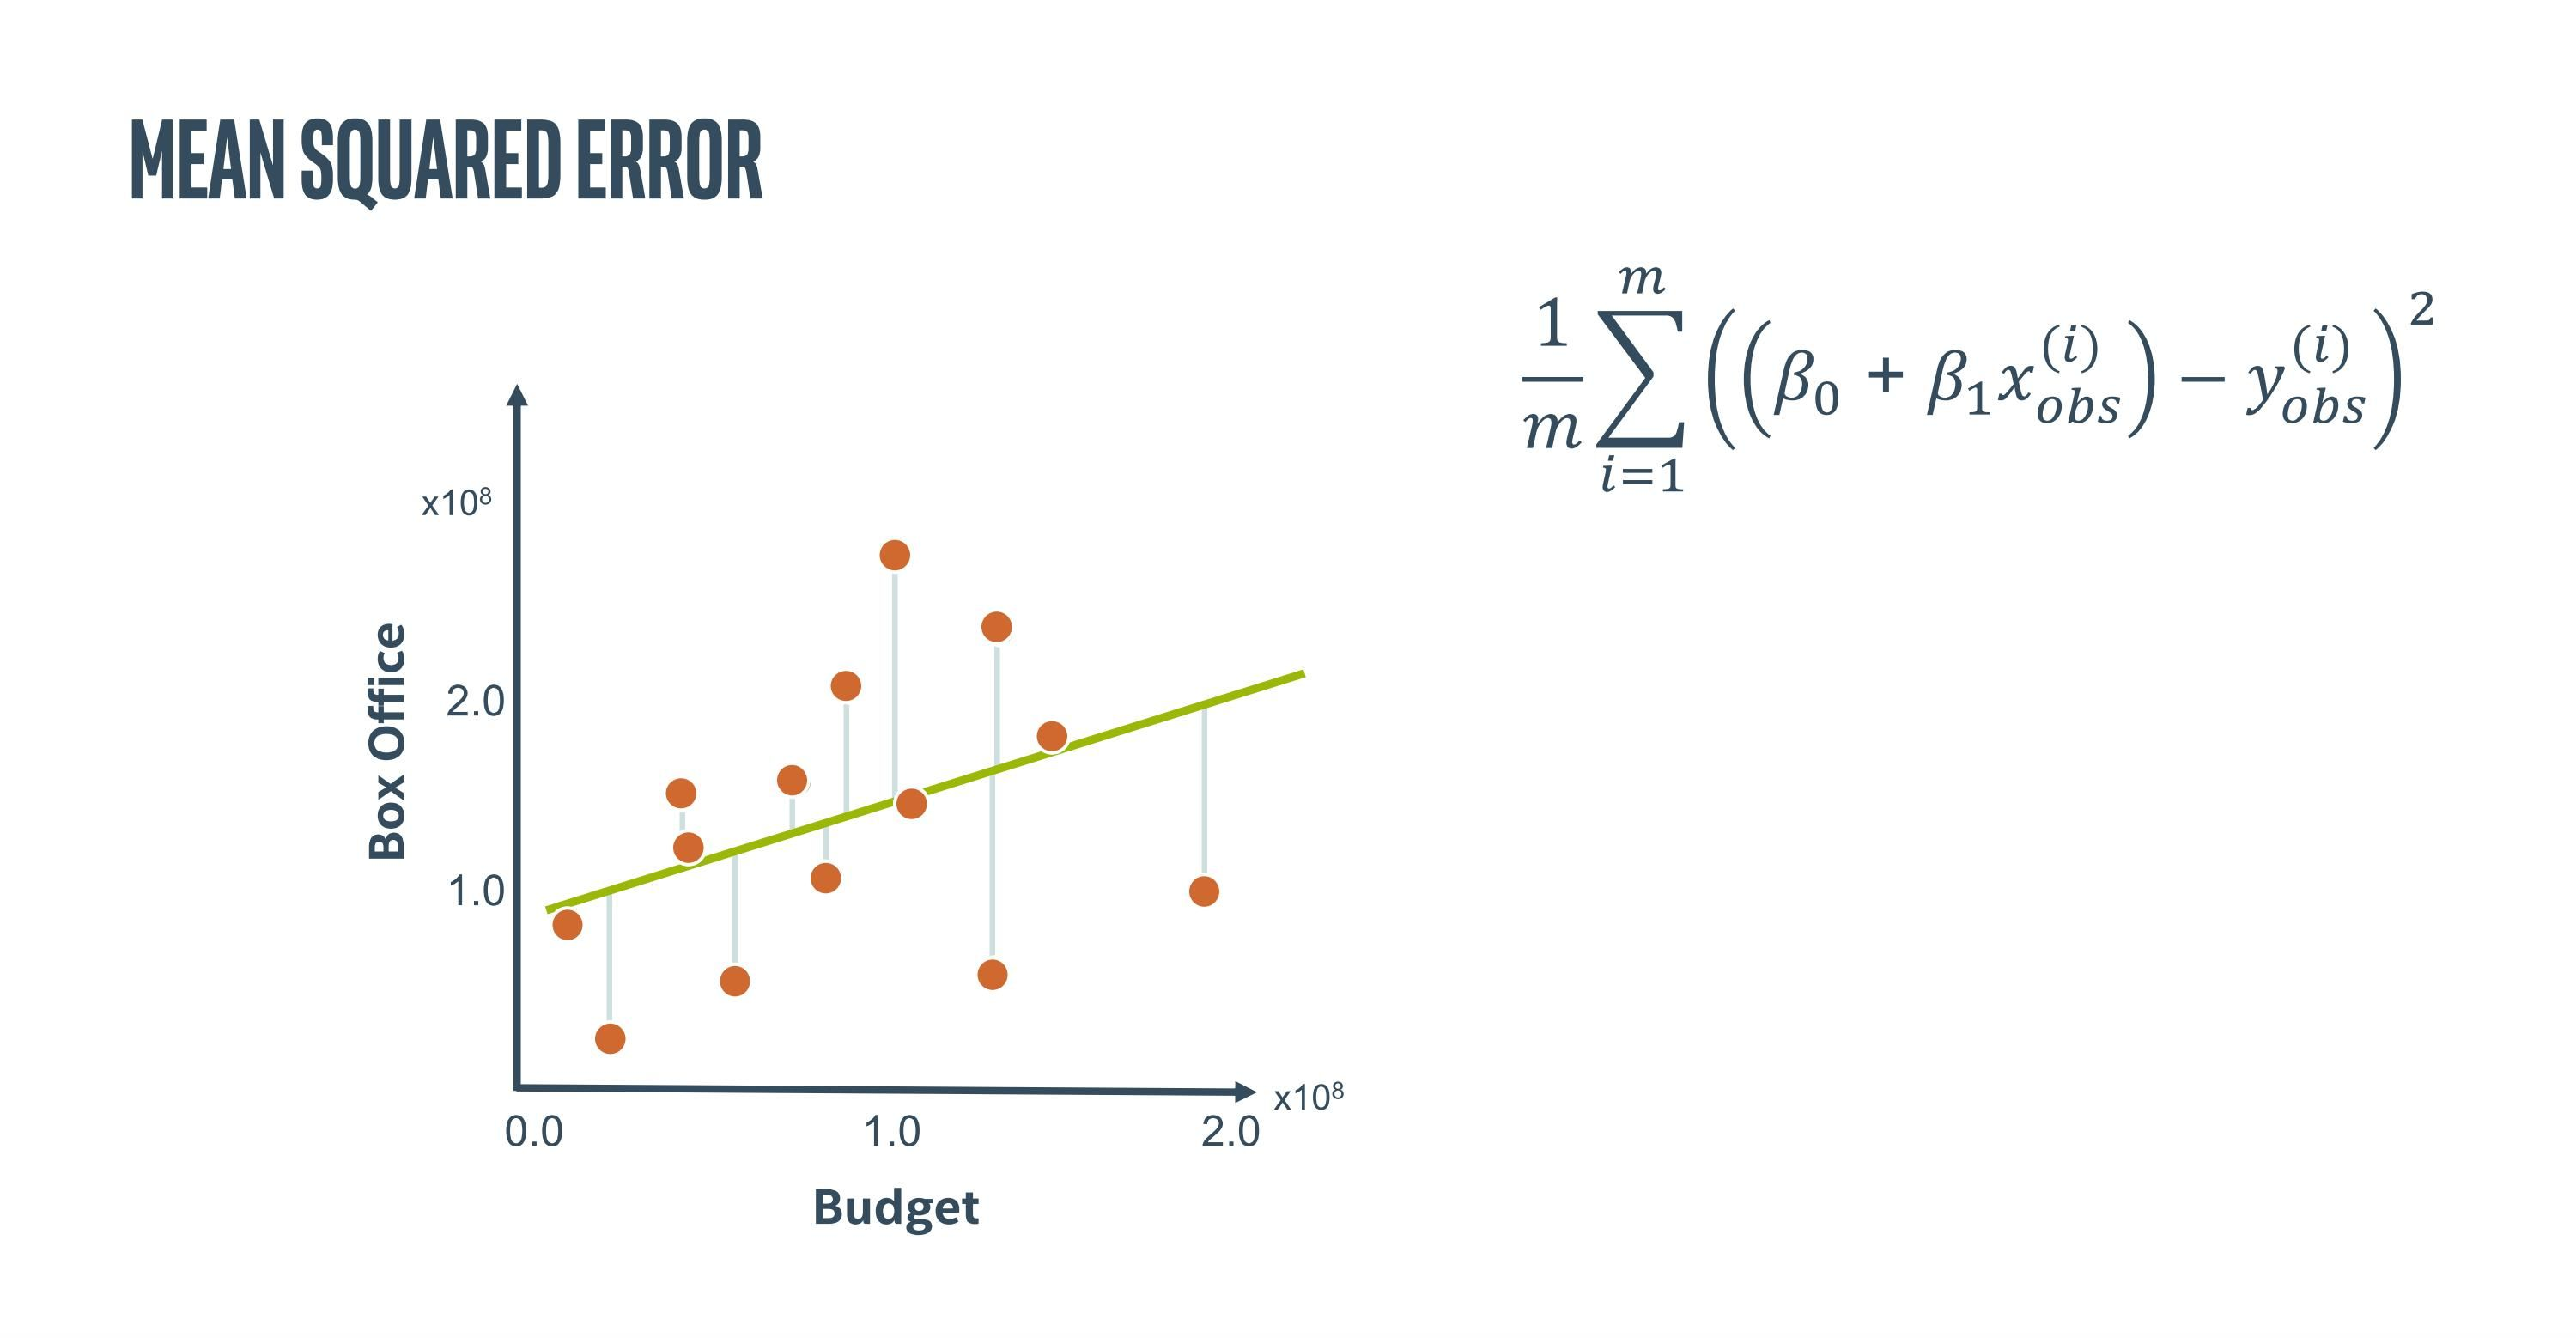 MEAN SQUARED ERROR
1/m ∑_{i=1}^{m} ((β₀ + β₁x_{obs}^{(i)}) − y_{obs}^{(i)})²
x10⁸
Box Office
2.0
1.0
x10⁸
0.0 1.0 2.0
Budget